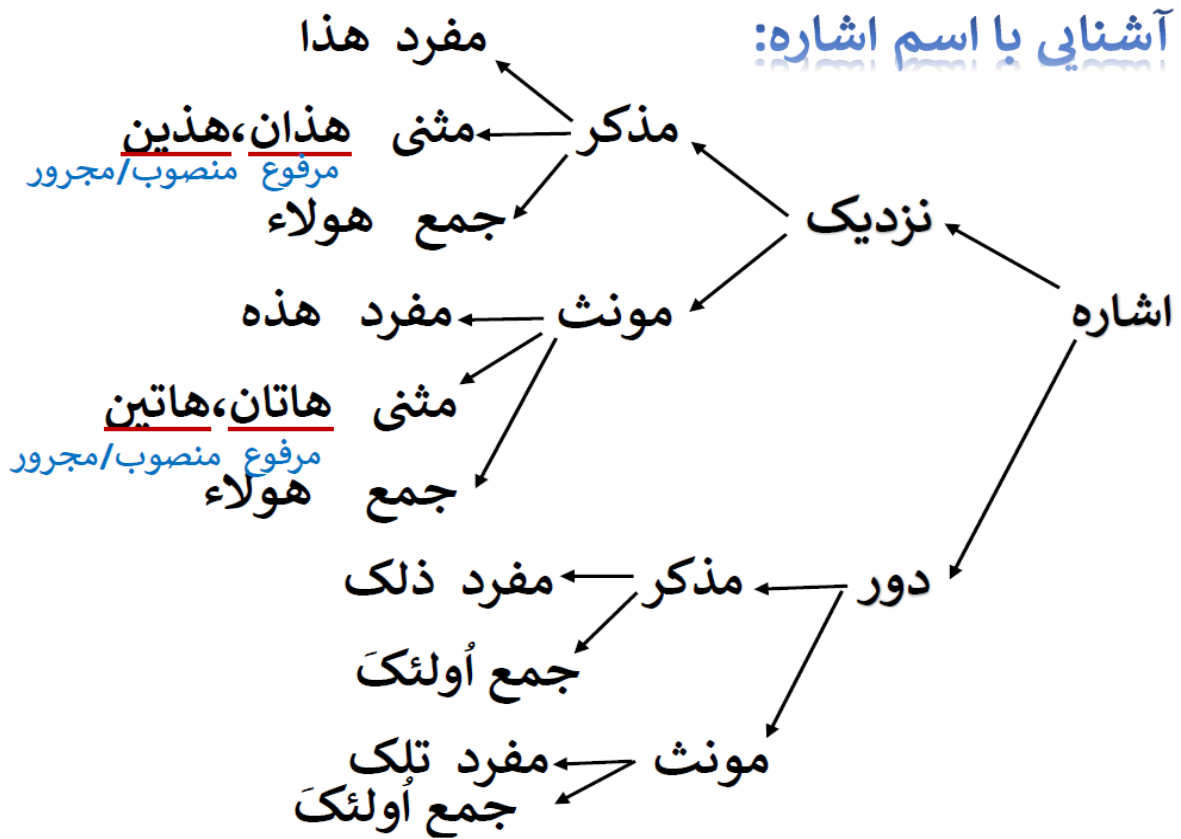 آشنایی با اسم اشاره:
مفرد هذا
مذکر
مثنی هذان،هذین
مرفوع منصوب/مجرور
جمع هولاء
نزدیک
اشاره
مونث
مفرد هذه
مثنی هاتان،هاتین
مرفوع منصوب/مجرور
جمع هولاء
دور
مذکر
مفرد ذلک
جمع اُولئکَ
مونث
مفرد تلک
جمع اُولئکَ